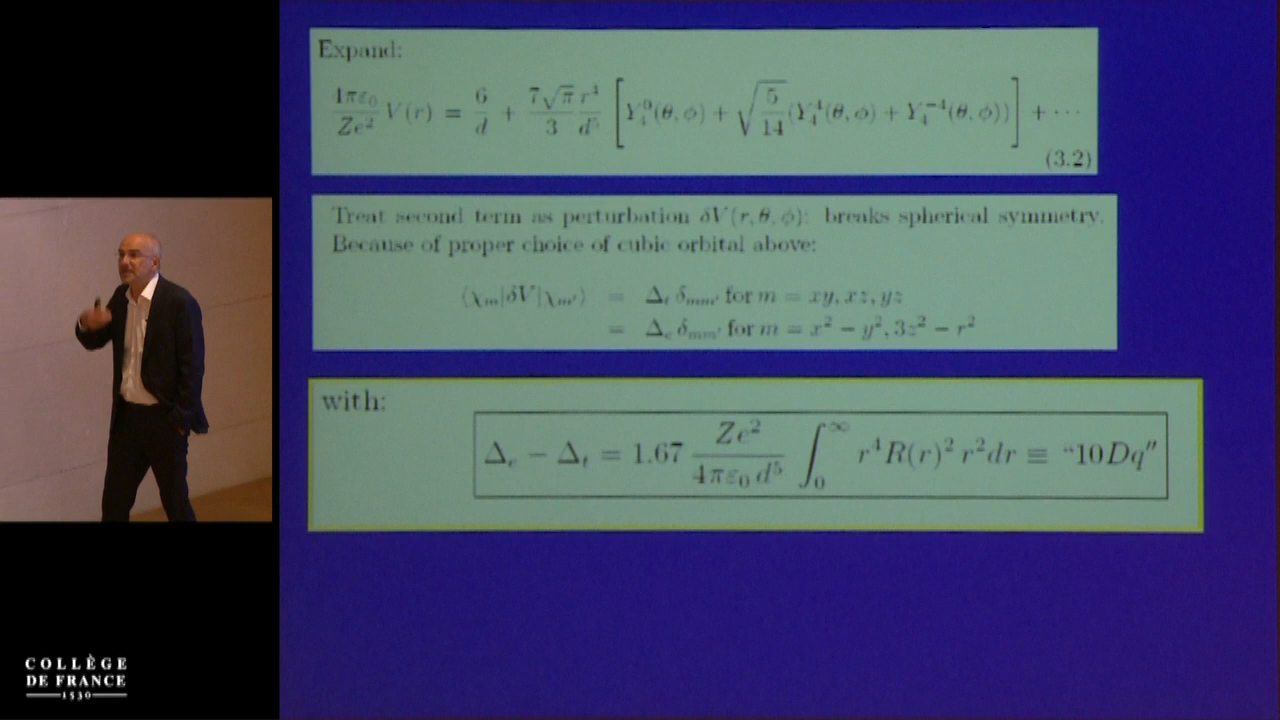 Expand:
4πε₀/Ze² V(r) = 6/d + 7√π/3 r⁴/d⁵ [Y₄⁰(θ, ϕ) + √(5/14) (Y₄⁴(θ, ϕ) + Y₄⁻⁴(θ, ϕ))] + ···
(3.2)
Treat second term as perturbation δV(r, θ, ϕ): breaks spherical symmetry.
Because of proper choice of cubic orbital above:
⟨χₘ|δV|χₘ′⟩ = Δₜ δₘₘ′ for m = xy, xz, yz
= Δₑ δₘₘ′ for m = x² − y², 3z² − r²
with:
Δₑ − Δₜ = 1.67 Ze²/4πε₀ d⁵ ∫₀^∞ r⁴R(r)² r²dr ≡ “10Dq”
COLLÈGE
DE FRANCE
1530